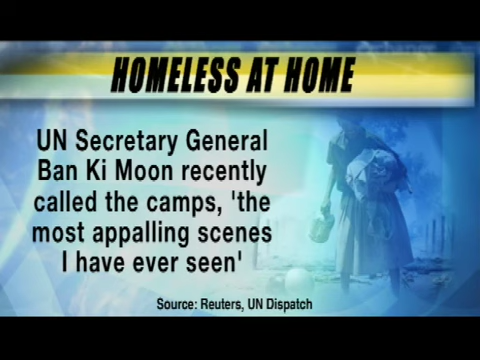 HOMELESS AT HOME
UN Secretary General
Ban Ki Moon recently
called the camps, 'the
most appalling scenes
I have ever seen'
Source: Reuters, UN Dispatch